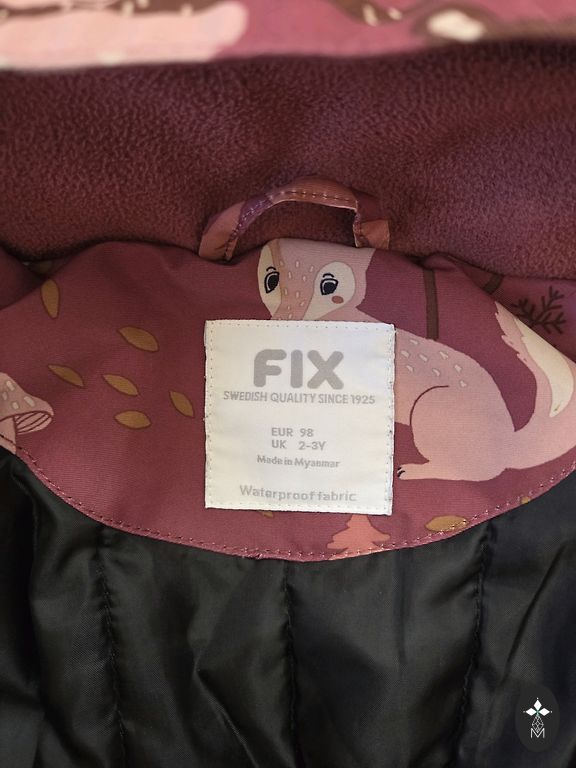 FIX
SWEDISH QUALITY SINCE 1925
EUR 98
UK 2-3Y
Made in Myanmar
Waterproof fabric
M